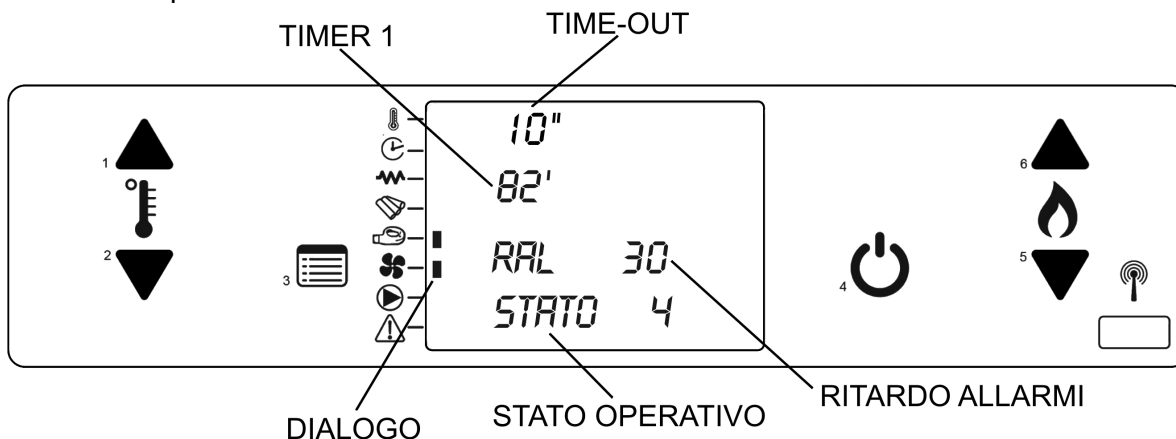 TIMER 1
TIME-OUT
10"
82'
RAL 30
STATO 4
1
2
3
4
6
5
DIALOGO
STATO OPERATIVO
RITARDO ALLARMI